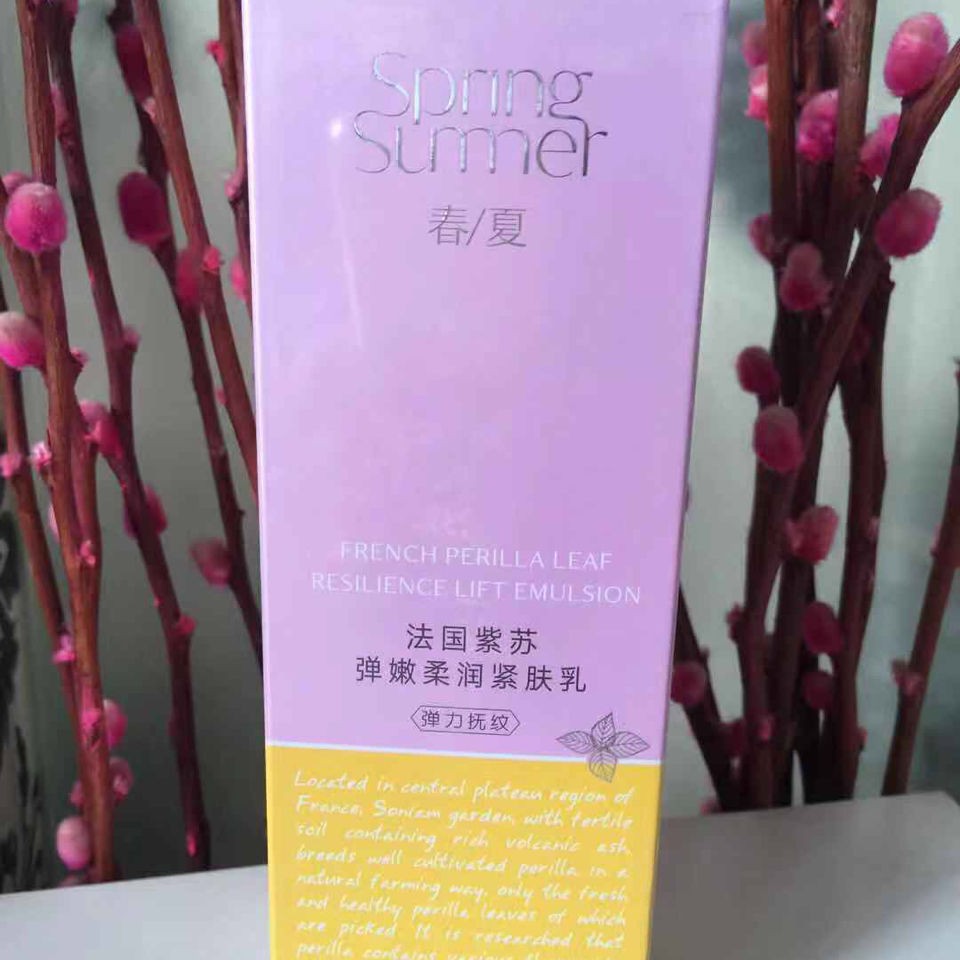 Spring
Summer
春/夏
FRENCH PERILLA LEAF
RESILIENCE LIFT EMULSION
法国紫苏
弹嫩柔润紧肤乳
弹力抚纹
Located in central plateau region of
France, Soniam garden, with fertile
soil containing rich volcanic ash,
breeds well cultivated perilla in a
natural farming way, only the fresh
and healthy perilla leaves of which
are picked. It is researched that
perilla contains various